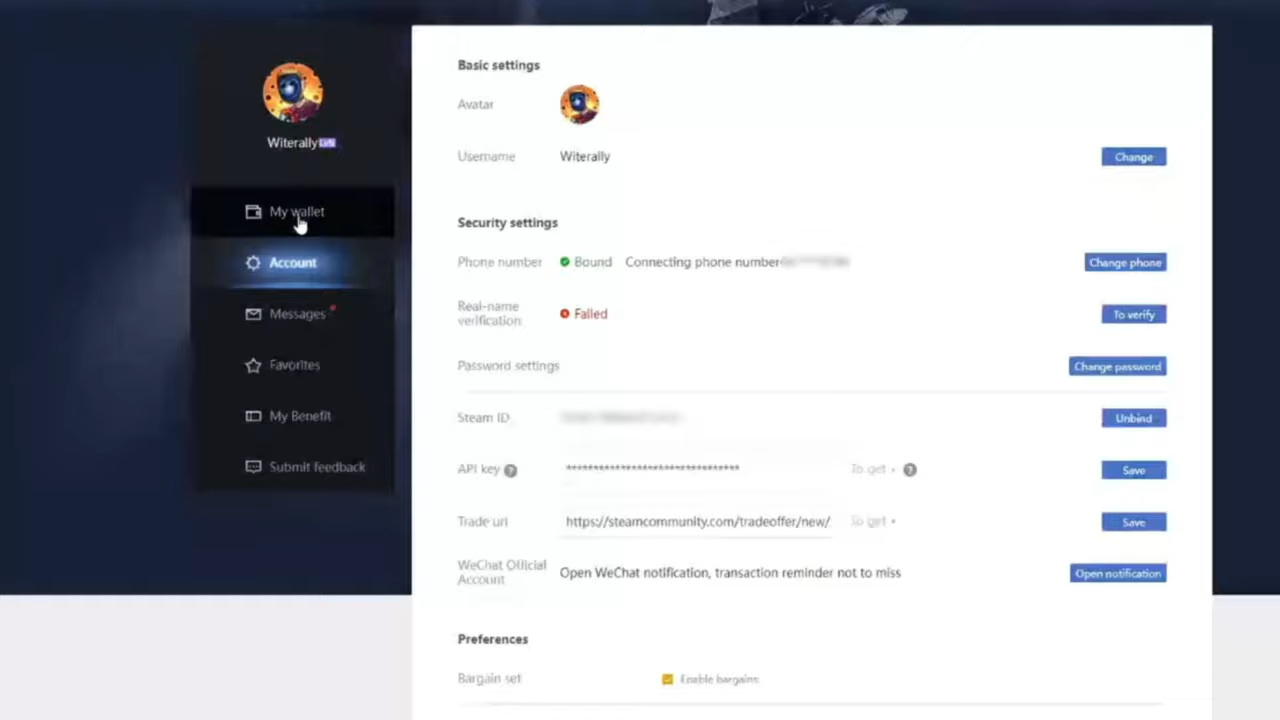 Witerally
My wallet
Account
Messages
Favorites
My Benefit
Submit feedback
Basic settings
Avatar
Username Witerally Change
Security settings
Phone number Bound Connecting phone number Change phone
Real-name
verification Failed To verify
Password settings Change password
Steam ID Unbind
API key ? ******************************** To get ? Save
Trade url https://steamcommunity.com/tradeoffer/new/ To get Save
WeChat Official
Account Open WeChat notification, transaction reminder not to miss Open notification
Preferences
Bargain set Enable bargains